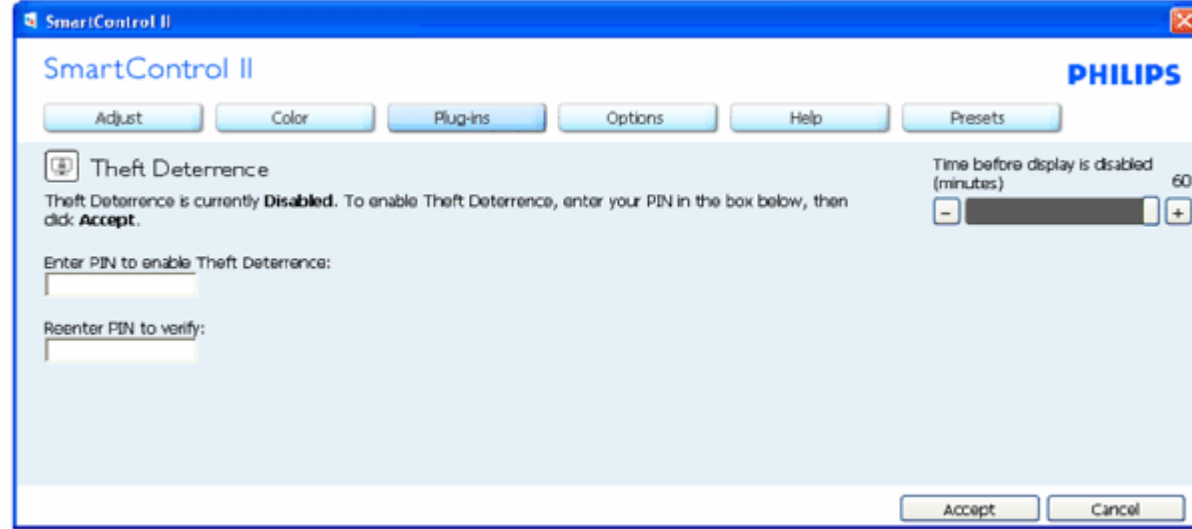 SmartControl II
SmartControl II
PHILIPS
Adjust
Color
Plug-ins
Options
Help
Presets
Theft Deterrence
Theft Deterrence is currently Disabled. To enable Theft Deterrence, enter your PIN in the box below, then
click Accept.
Time before display is disabled
(minutes)
60
-
+
Enter PIN to enable Theft Deterrence:
Reenter PIN to verify:
Accept
Cancel